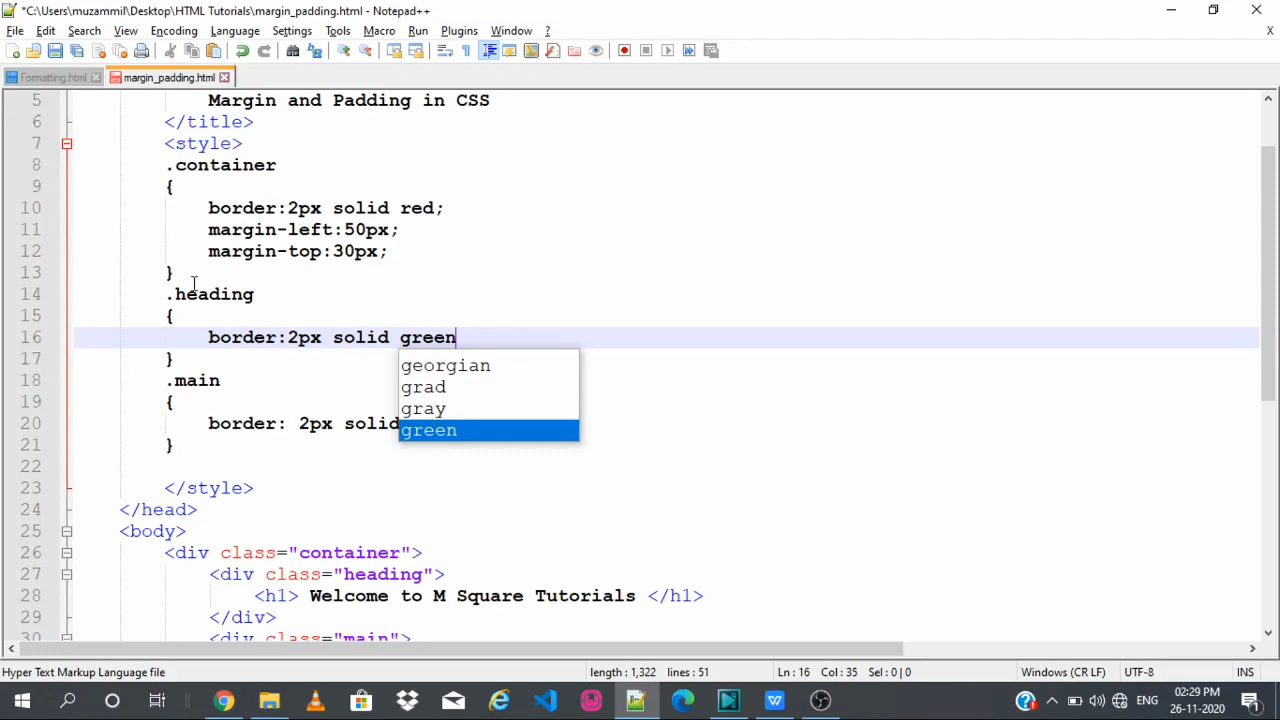 *C:\Users\muzammil\Desktop\HTML Tutorials\margin_padding.html - Notepad++
File Edit Search View Encoding Language Settings Tools Macro Run Plugins Window ? X
Formatting.html margin_padding.html
5 Margin and Padding in CSS
6 </title>
7 <style>
8 .container
9 {
10 border:2px solid red;
11 margin-left:50px;
12 margin-top:30px;
13 }
14 .heading
15 {
16 border:2px solid green
17 }
georgian
18 .main
grad
19 {
gray
20 border: 2px solid
green
21 }
22
23 </style>
24 </head>
25 <body>
26 <div class="container">
27 <div class="heading">
28 <h1> Welcome to M Square Tutorials </h1>
29 </div>
30 <div class="main">
Hyper Text Markup Language file length : 1,322 lines : 51 Ln : 16 Col : 35 Sel : 0 | 0 Windows (CR LF) UTF-8 INS
ENG 02:29 PM
26-11-2020